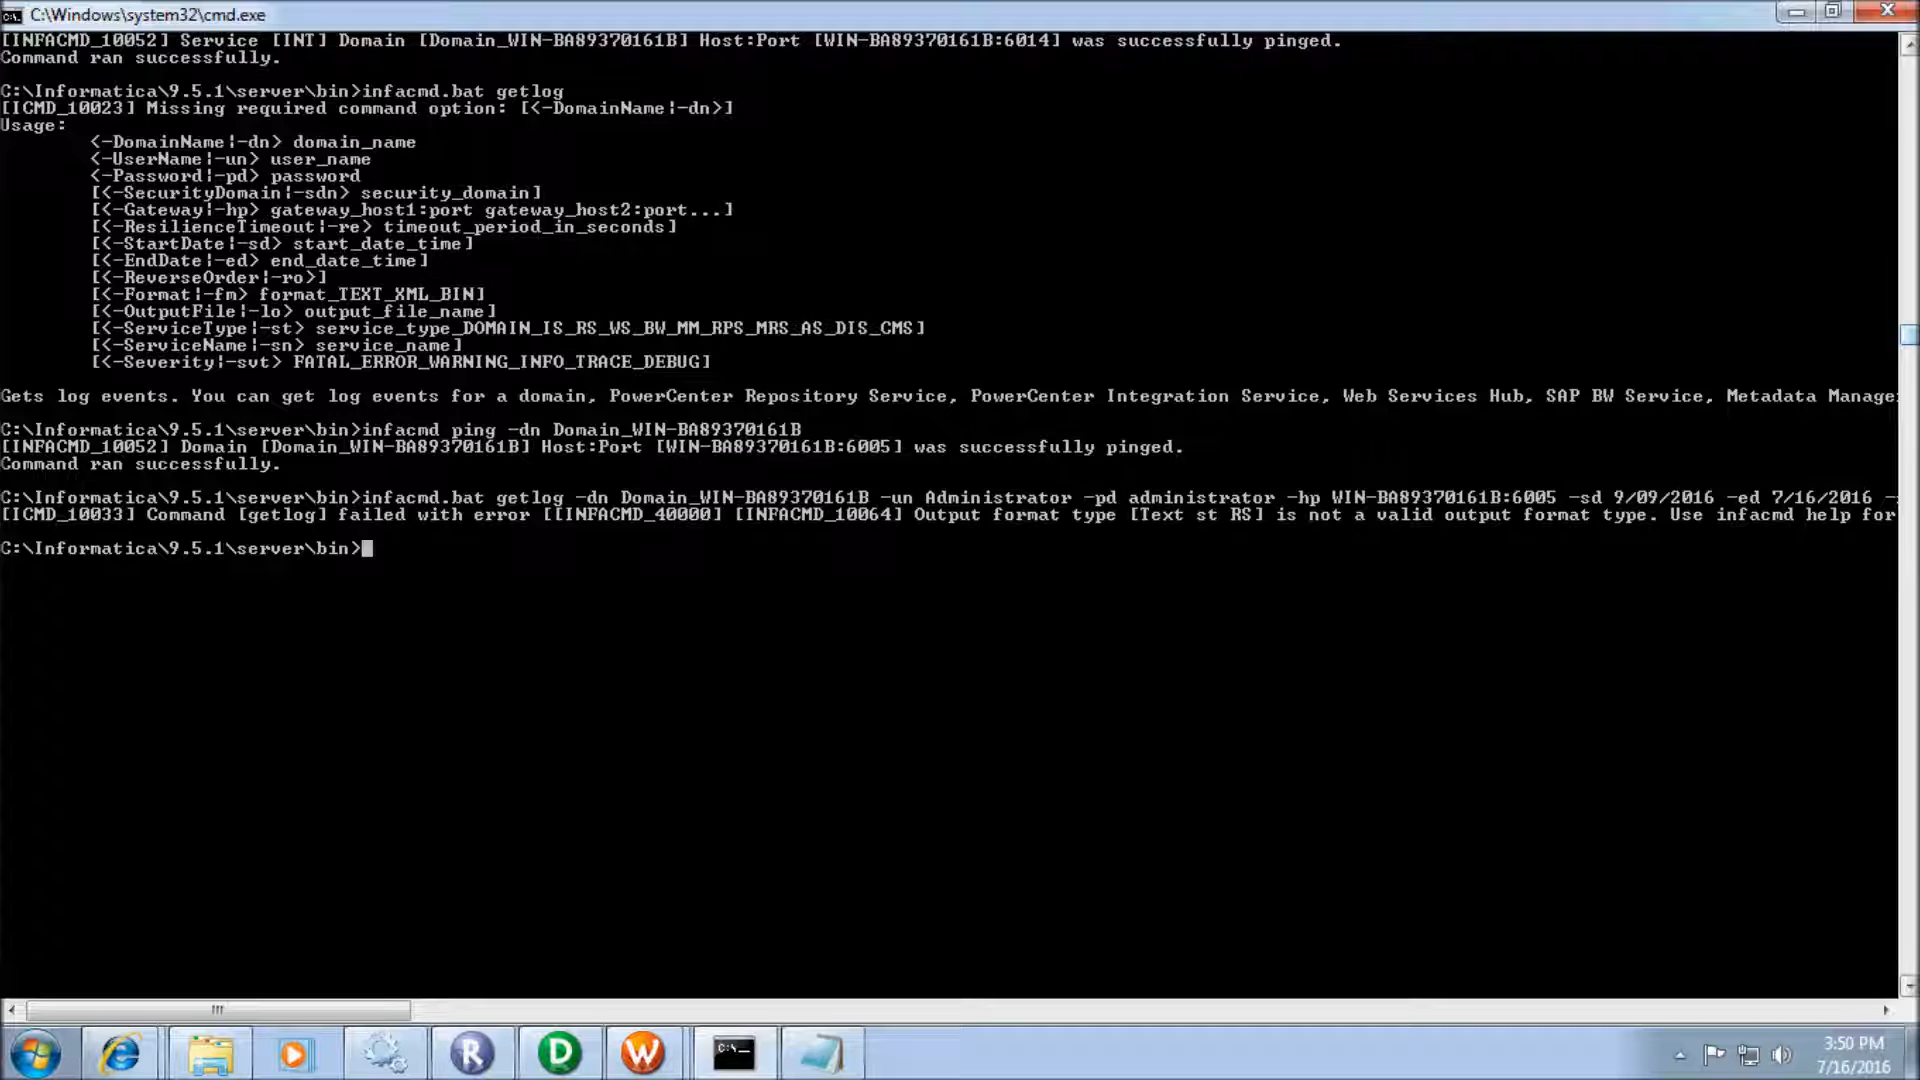 C:\Windows\system32\cmd.exe
[INFACMD_10052] Service [INT] Domain [Domain_WIN-BA89370161B] Host:Port [WIN-BA89370161B:6014] was successfully pinged.
Command ran successfully.
C:\Informatica\9.5.1\server\bin>infacmd.bat getlog
[ICMD_10023] Missing required command option: [<-DomainName¦-dn>]
Usage:
<-DomainName¦-dn> domain_name
<-UserName¦-un> user_name
<-Password¦-pd> password
[<-SecurityDomain¦-sdn> security_domain]
[<-Gateway¦-hp> gateway_host1:port gateway_host2:port...]
[<-ResilienceTimeout¦-re> timeout_period_in_seconds]
[<-StartDate¦-sd> start_date_time]
[<-EndDate¦-ed> end_date_time]
[<-ReverseOrder¦-ro>]
[<-Format¦-fm> format_TEXT_XML_BIN]
[<-OutputFile¦-lo> output_file_name]
[<-ServiceType¦-st> service_type_DOMAIN_IS_RS_WS_BW_MM_RPS_MRS_AS_DIS_CMS]
[<-ServiceName¦-sn> service_name]
[<-Severity¦-svt> FATAL_ERROR_WARNING_INFO_TRACE_DEBUG]
Gets log events. You can get log events for a domain, PowerCenter Repository Service, PowerCenter Integration Service, Web Services Hub, SAP BW Service, Metadata Manage
C:\Informatica\9.5.1\server\bin>infacmd ping -dn Domain_WIN-BA89370161B
[INFACMD_10052] Domain [Domain_WIN-BA89370161B] Host:Port [WIN-BA89370161B:6005] was successfully pinged.
Command ran successfully.
C:\Informatica\9.5.1\server\bin>infacmd.bat getlog -dn Domain_WIN-BA89370161B -un Administrator -pd administrator -hp WIN-BA89370161B:6005 -sd 9/09/2016 -ed 7/16/2016 -
[ICMD_10033] Command [getlog] failed with error [[INFACMD_40000] [INFACMD_10064] Output format type [Text st RS] is not a valid output format type. Use infacmd help for
C:\Informatica\9.5.1\server\bin>
R
D
W
C:\_
3:50 PM
7/16/2016